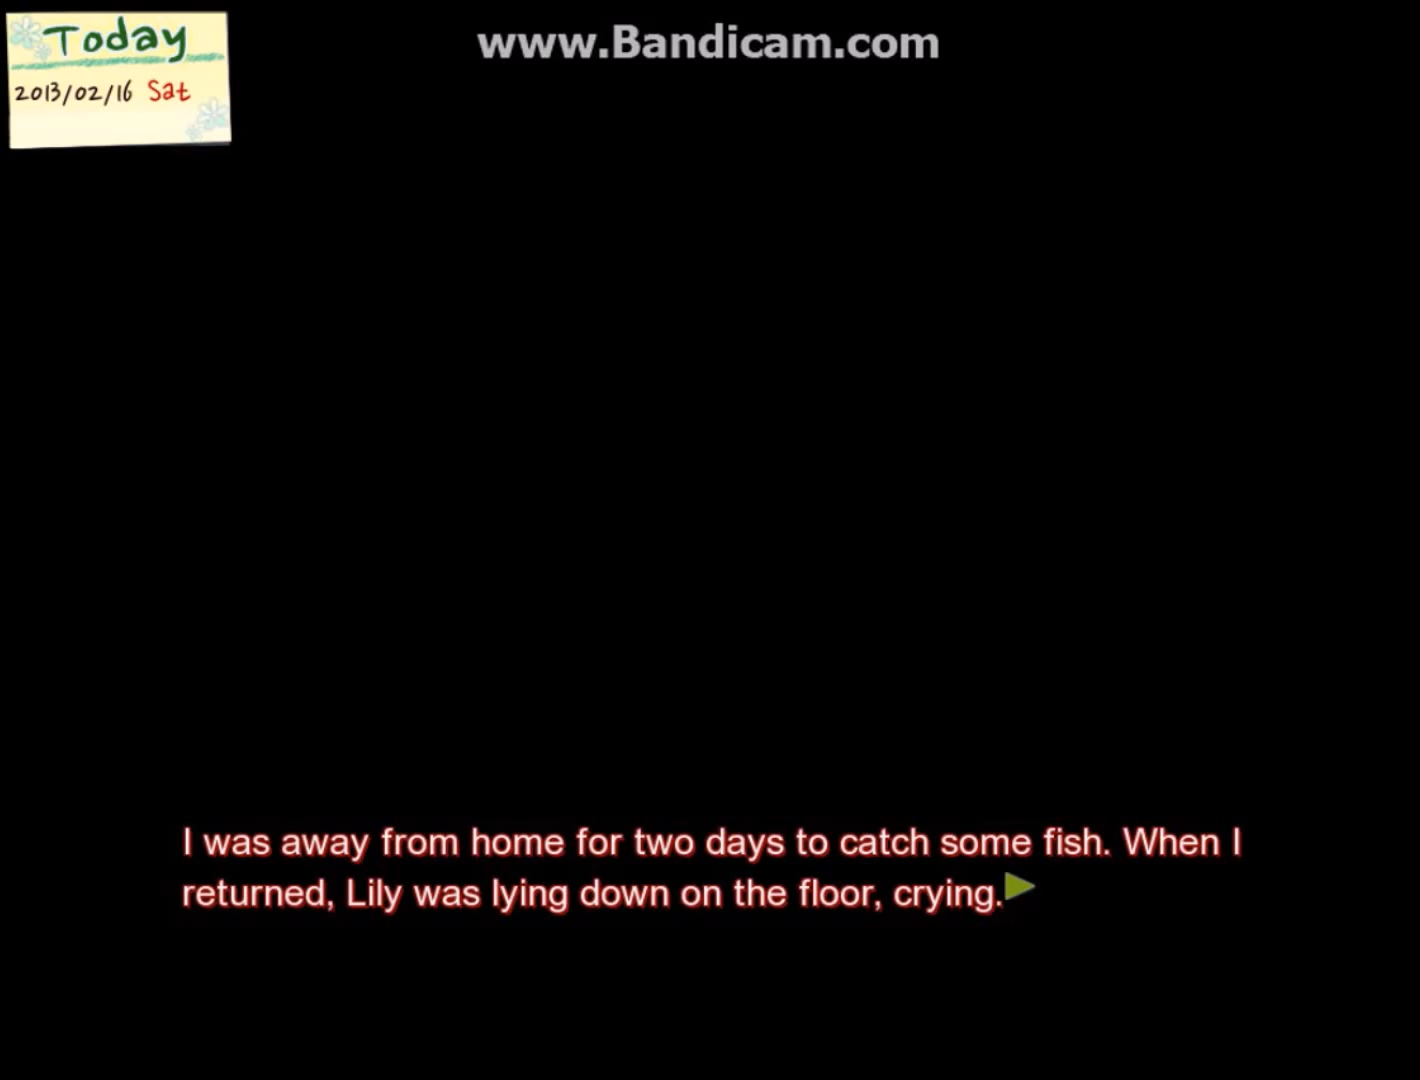 Today
www.Bandicam.com
2013/02/16 Sat
I was away from home for two days to catch some fish. When I
returned, Lily was lying down on the floor, crying.